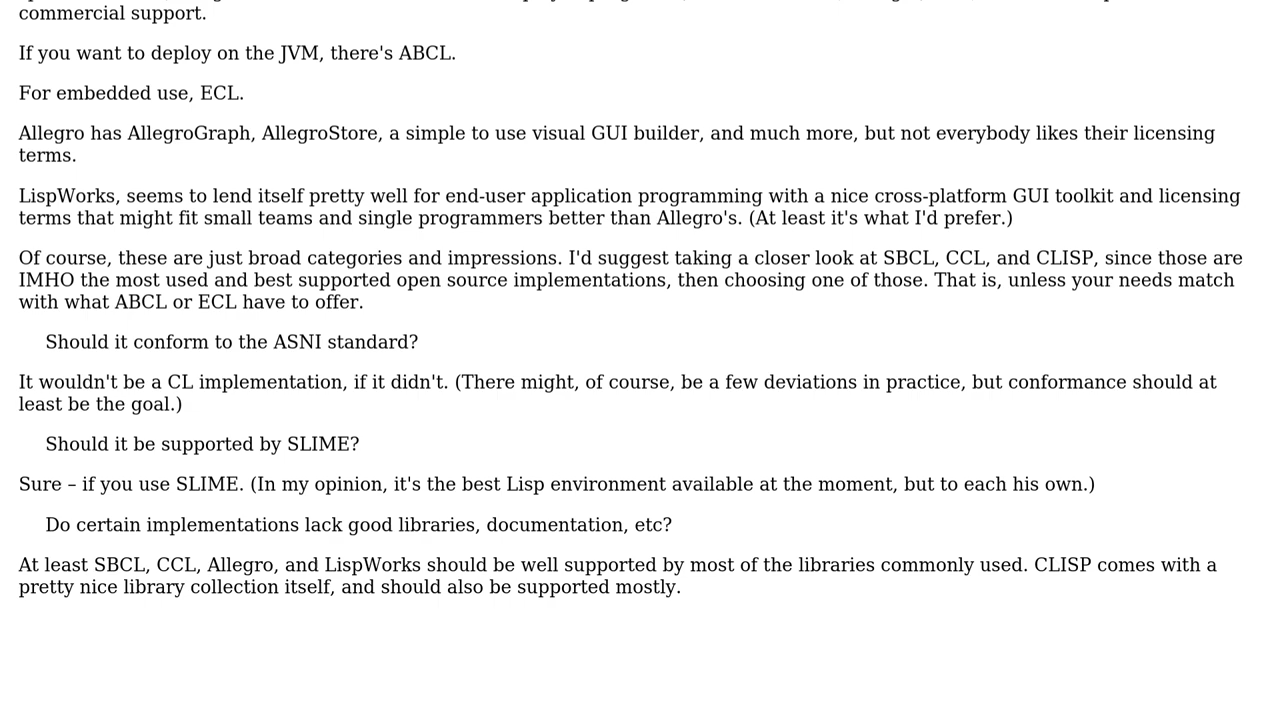 commercial support.
If you want to deploy on the JVM, there's ABCL.
For embedded use, ECL.
Allegro has AllegroGraph, AllegroStore, a simple to use visual GUI builder, and much more, but not everybody likes their licensing
terms.
LispWorks, seems to lend itself pretty well for end-user application programming with a nice cross-platform GUI toolkit and licensing
terms that might fit small teams and single programmers better than Allegro's. (At least it's what I'd prefer.)
Of course, these are just broad categories and impressions. I'd suggest taking a closer look at SBCL, CCL, and CLISP, since those are
IMHO the most used and best supported open source implementations, then choosing one of those. That is, unless your needs match
with what ABCL or ECL have to offer.
Should it conform to the ASNI standard?
It wouldn't be a CL implementation, if it didn't. (There might, of course, be a few deviations in practice, but conformance should at
least be the goal.)
Should it be supported by SLIME?
Sure – if you use SLIME. (In my opinion, it's the best Lisp environment available at the moment, but to each his own.)
Do certain implementations lack good libraries, documentation, etc?
At least SBCL, CCL, Allegro, and LispWorks should be well supported by most of the libraries commonly used. CLISP comes with a
pretty nice library collection itself, and should also be supported mostly.